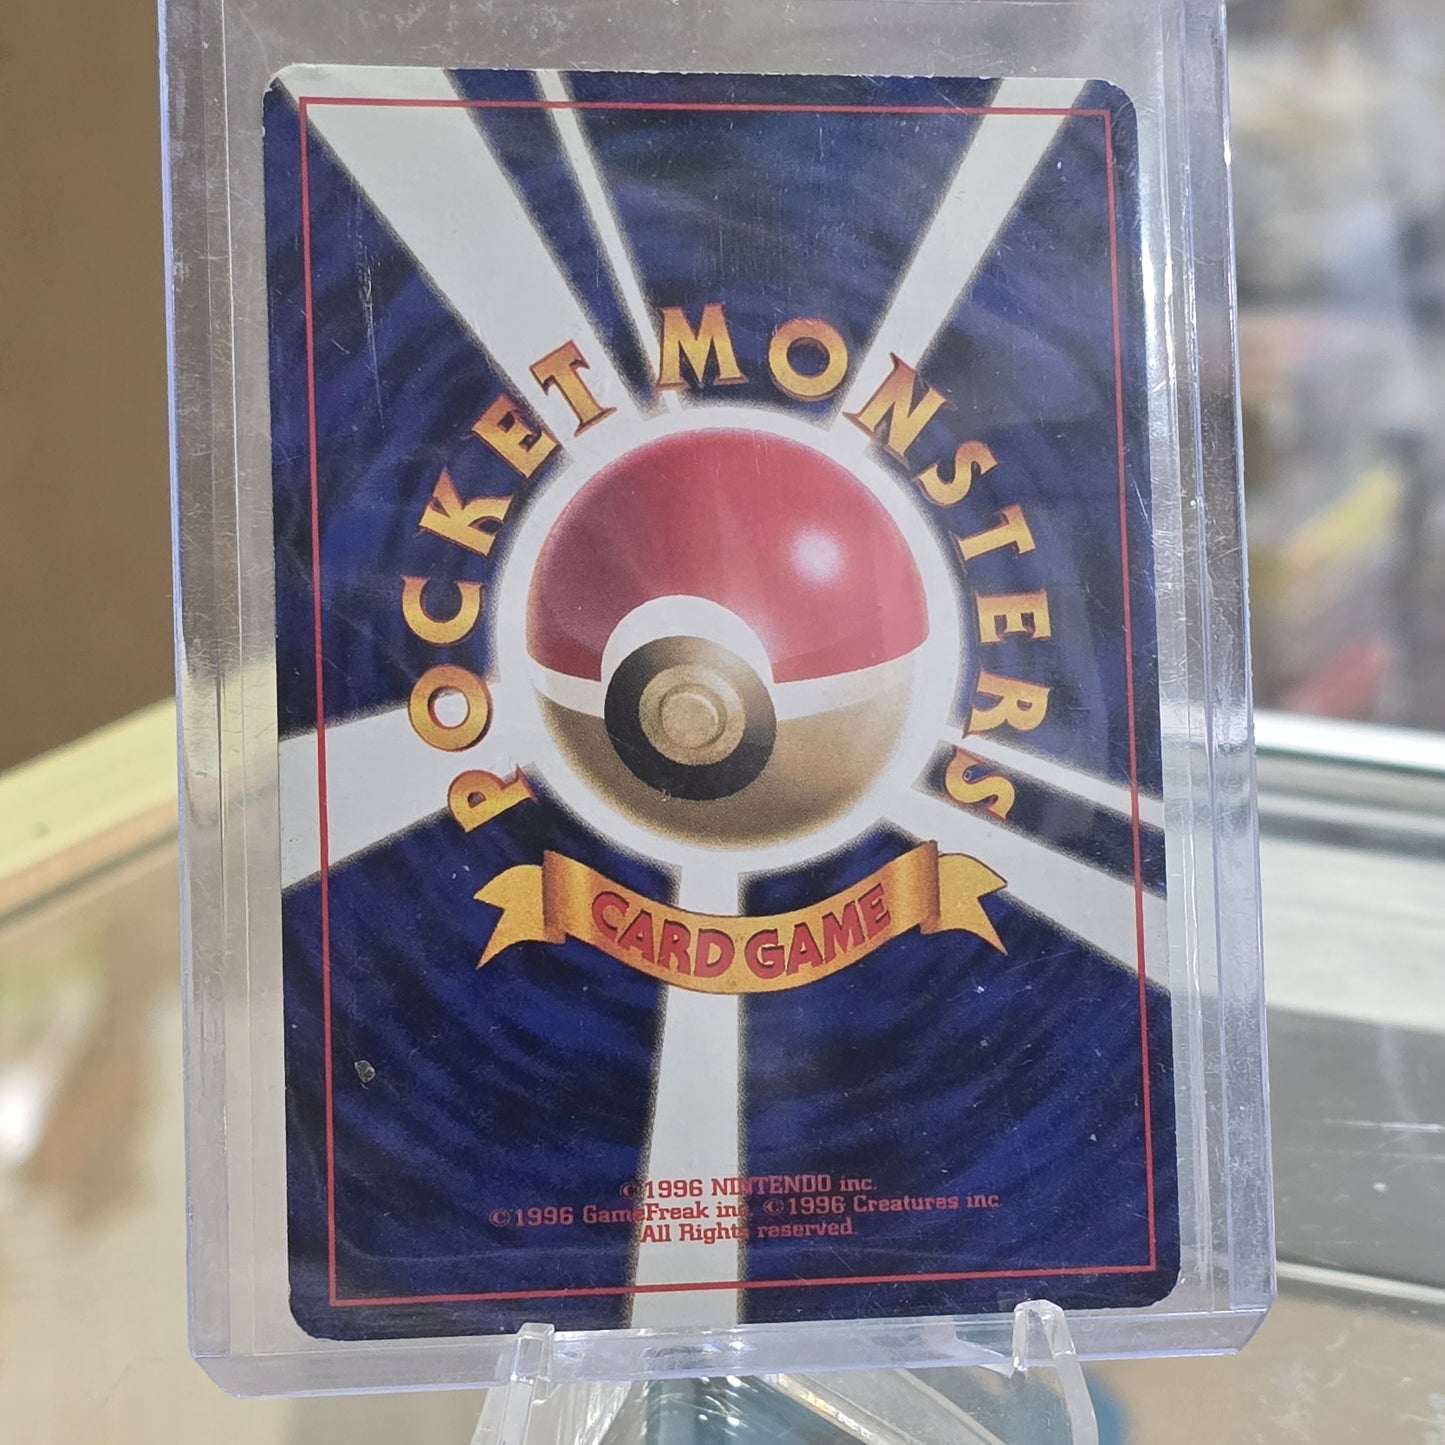 POCKET MONSTERS
CARD GAME
©1996 NINTENDO inc.
©1996 GameFreak inc. ©1996 Creatures inc.
All Rights reserved.